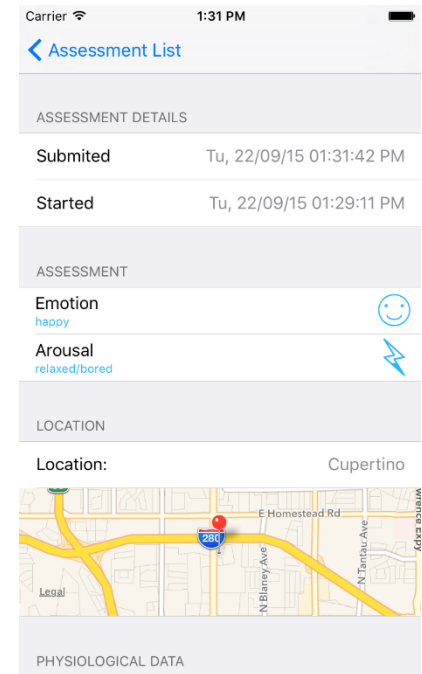 Carrier 1:31 PM
Assessment List
ASSESSMENT DETAILS
Submited Tu, 22/09/15 01:31:42 PM
Started Tu, 22/09/15 01:29:11 PM
ASSESSMENT
Emotion
happy
Arousal
relaxed/bored
LOCATION
Location: Cupertino
E Homestead Rd
280
N Blaney Ave
N Tantau Ave
wrence Expy
Legal
PHYSIOLOGICAL DATA